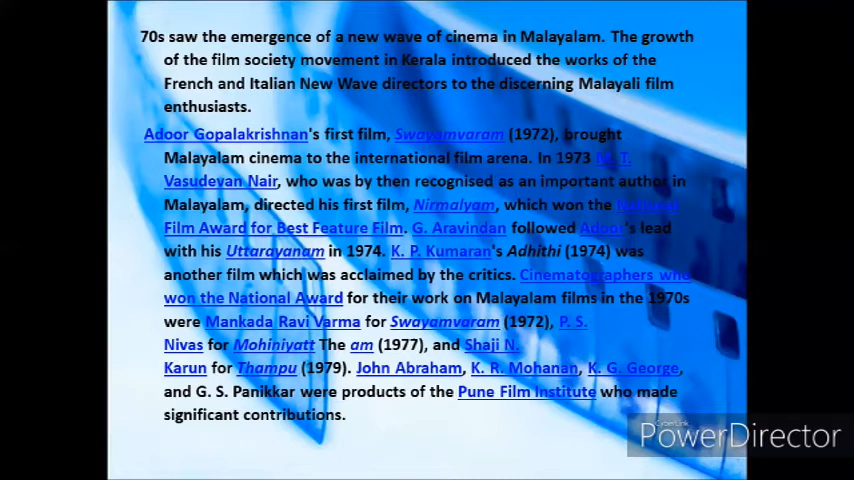 70s saw the emergence of a new wave of cinema in Malayalam. The growth
of the film society movement in Kerala introduced the works of the
French and Italian New Wave directors to the discerning Malayali film
enthusiasts.
Adoor Gopalakrishnan's first film, Swayamvaram (1972), brought
Malayalam cinema to the international film arena. In 1973 M. T.
Vasudevan Nair, who was by then recognised as an important author in
Malayalam, directed his first film, Nirmalyam, which won the National
Film Award for Best Feature Film. G. Aravindan followed Adoor's lead
with his Uttarayanam in 1974. K. P. Kumaran's Adhithi (1974) was
another film which was acclaimed by the critics. Cinematographers who
won the National Award for their work on Malayalam films in the 1970s
were Mankada Ravi Varma for Swayamvaram (1972), P. S.
Nivas for Mohiniyatt The am (1977), and Shaji N.
Karun for Thampu (1979). John Abraham, K. R. Mohanan, K. G. George,
and G. S. Panikkar were products of the Pune Film Institute who made
significant contributions.
CyberLink
PowerDirector